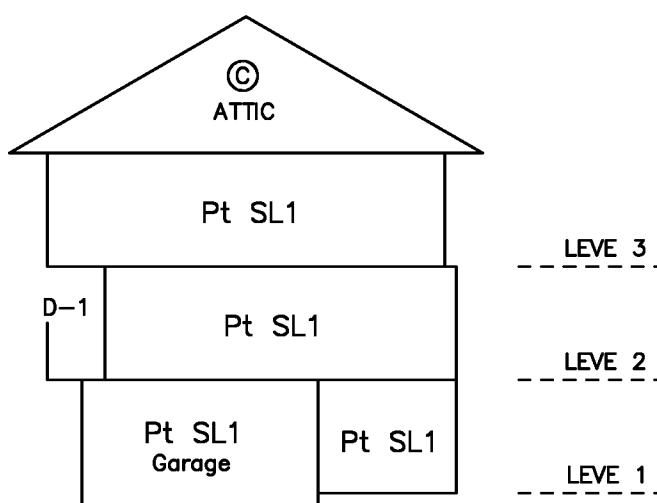 ©
ATTIC
Pt SL1
LEVE 3
D-1
Pt SL1
LEVE 2
Pt SL1
Garage
Pt SL1
LEVE 1